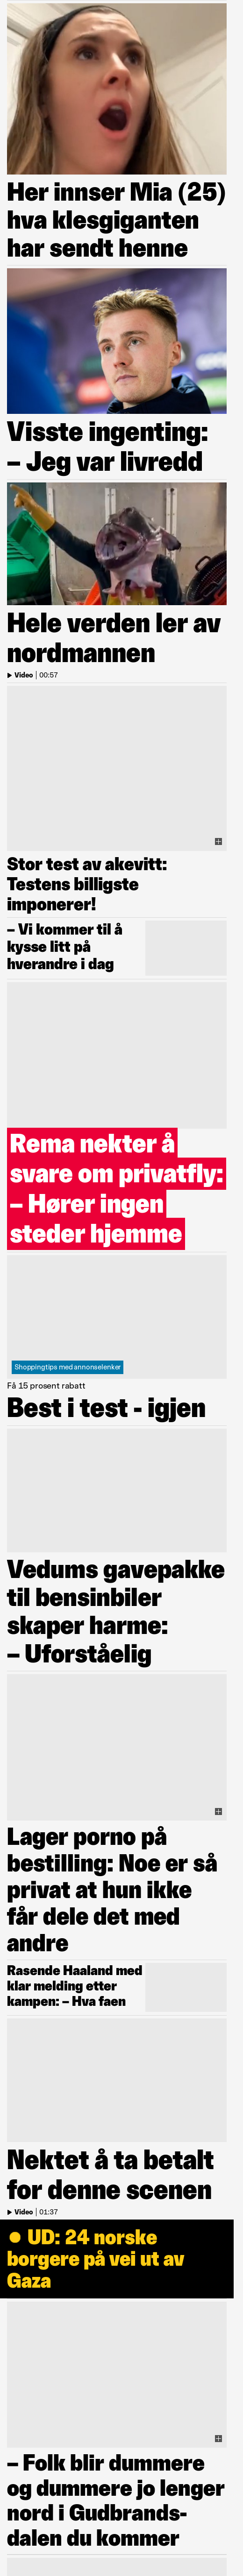 Her innser Mia (25)
hva klesgiganten
har sendt henne
Visste ingenting:
– Jeg var livredd
Hele verden ler av
nordmannen
Video | 00:57
Stor test av akevitt:
Testens billigste
imponerer!
– Vi kommer til å
kysse litt på
hverandre i dag
Rema nekter å
svare om privatfly:
– Hører ingen
steder hjemme
Shoppingtips med annonselenker
Få 15 prosent rabatt
Best i test - igjen
Vedums gavepakke
til bensinbiler
skaper harme:
– Uforståelig
Lager porno på
bestilling: Noe er så
privat at hun ikke
får dele det med
andre
Rasende Haaland med
klar melding etter
kampen: – Hva faen
Nektet å ta betalt
for denne scenen
Video | 01:37
UD: 24 norske
borgere på vei ut av
Gaza
– Folk blir dummere
og dummere jo lenger
nord i Gudbrands-
dalen du kommer